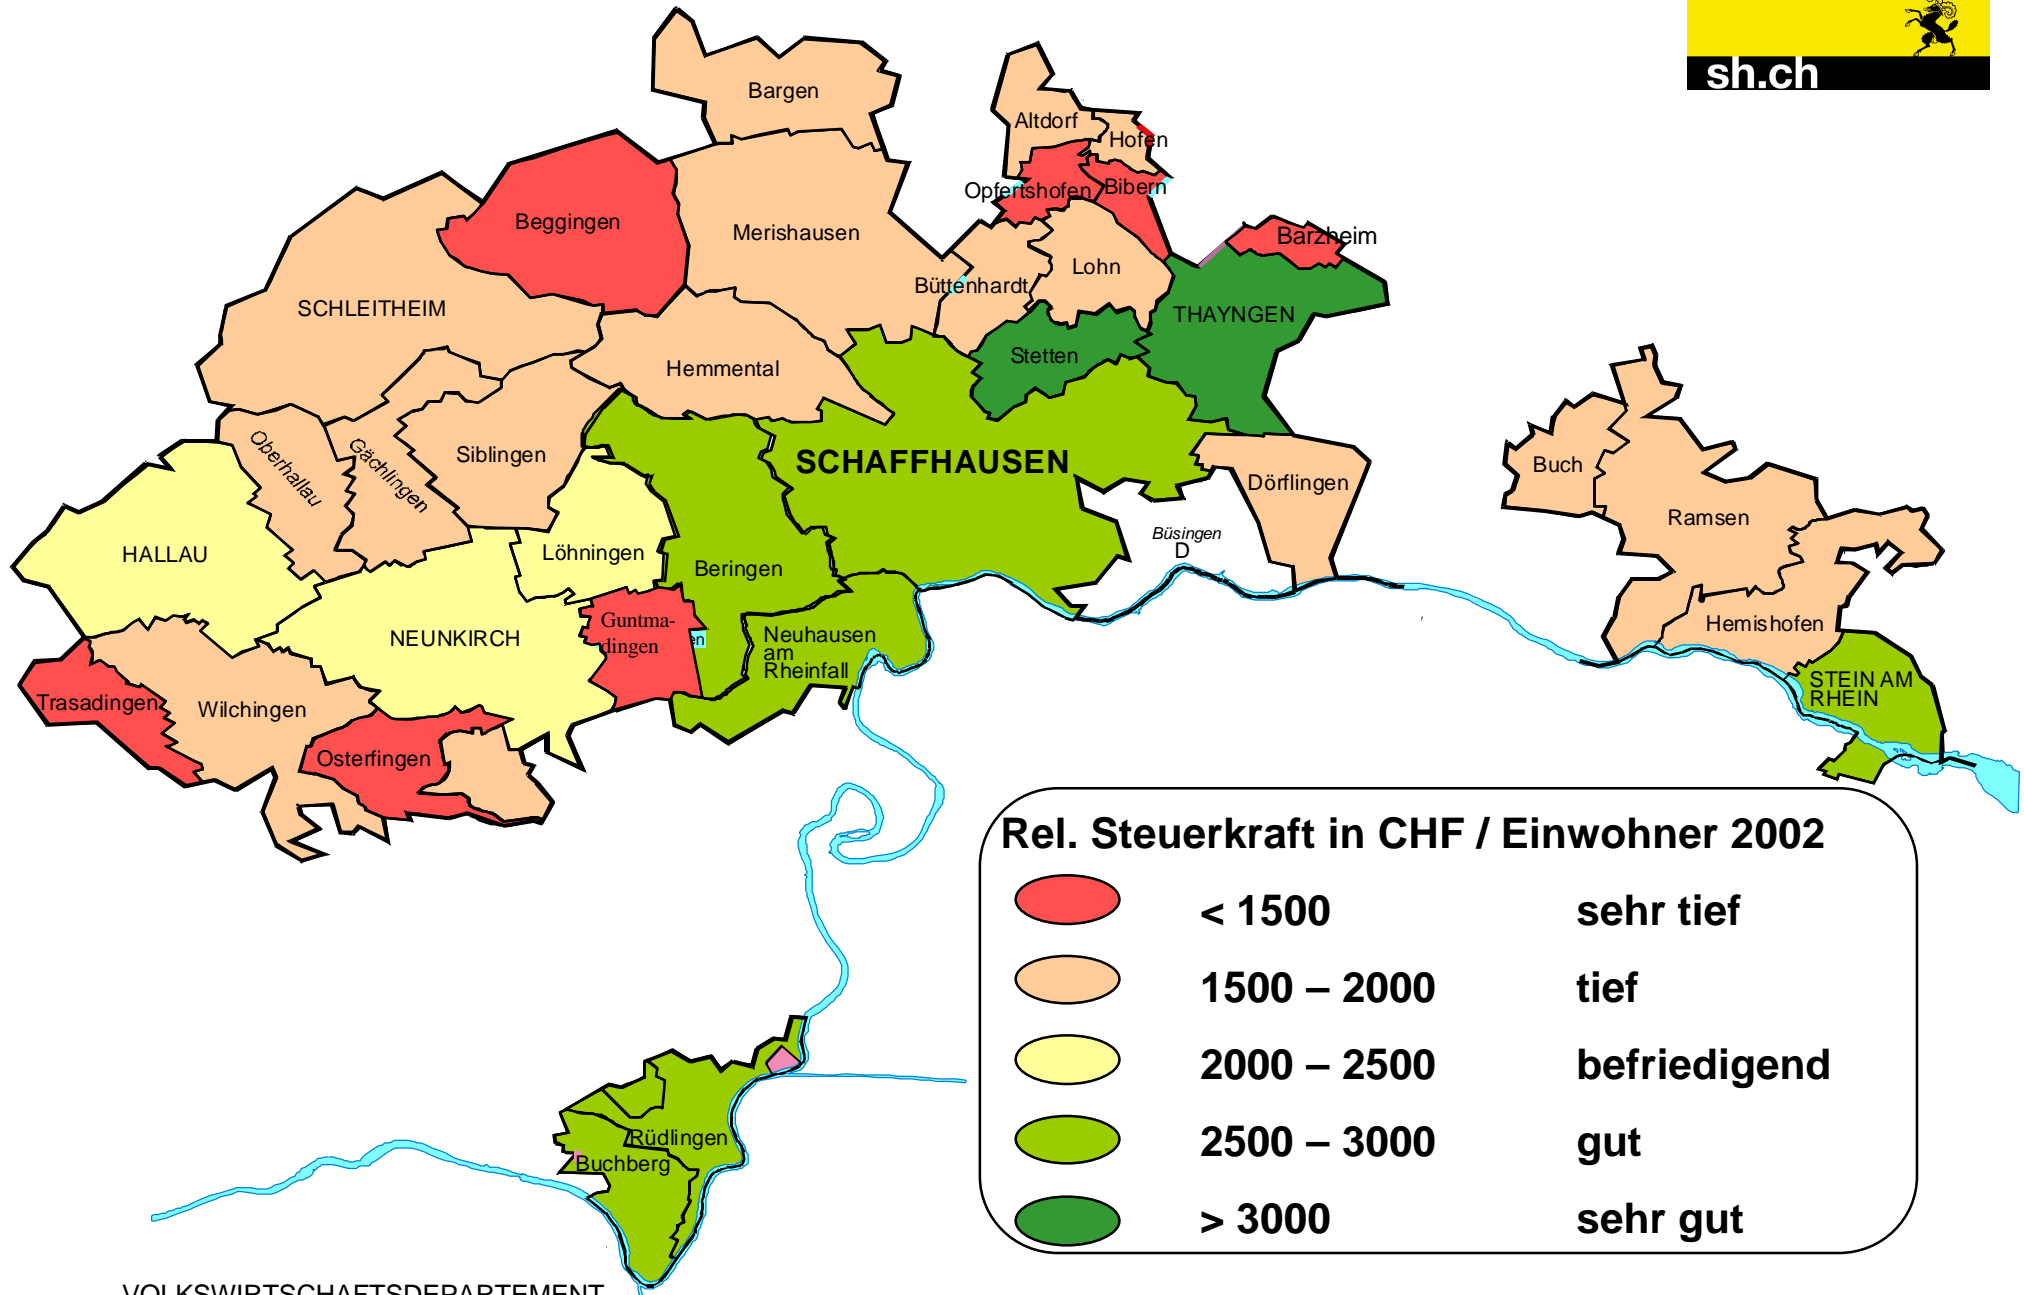 sh.ch
Bargen
Altdorf
Hofen
Opfertshofen
Bibern
Beggingen
Merishausen
Barzheim
Lohn
Büttenhardt
SCHLEITHEIM
THAYNGEN
Stetten
Hemmental
Oberhallau
Gächlingen
Siblingen
SCHAFFHAUSEN
Buch
Dörflingen
Ramsen
Büsingen
D
HALLAU
Löhningen
Beringen
Guntma-
dingen
en
NEUNKIRCH
Neuhausen
am
Rheinfall
Hemishofen
STEIN AM
RHEIN
Trasadingen
Wilchingen
Osterfingen
Rel. Steuerkraft in CHF / Einwohner 2002
< 1500 sehr tief
1500 – 2000 tief
2000 – 2500 befriedigend
2500 – 3000 gut
> 3000 sehr gut
Rüdlingen
Buchberg
VOLKSWIRTSCHAFTSDEPARTEMENT